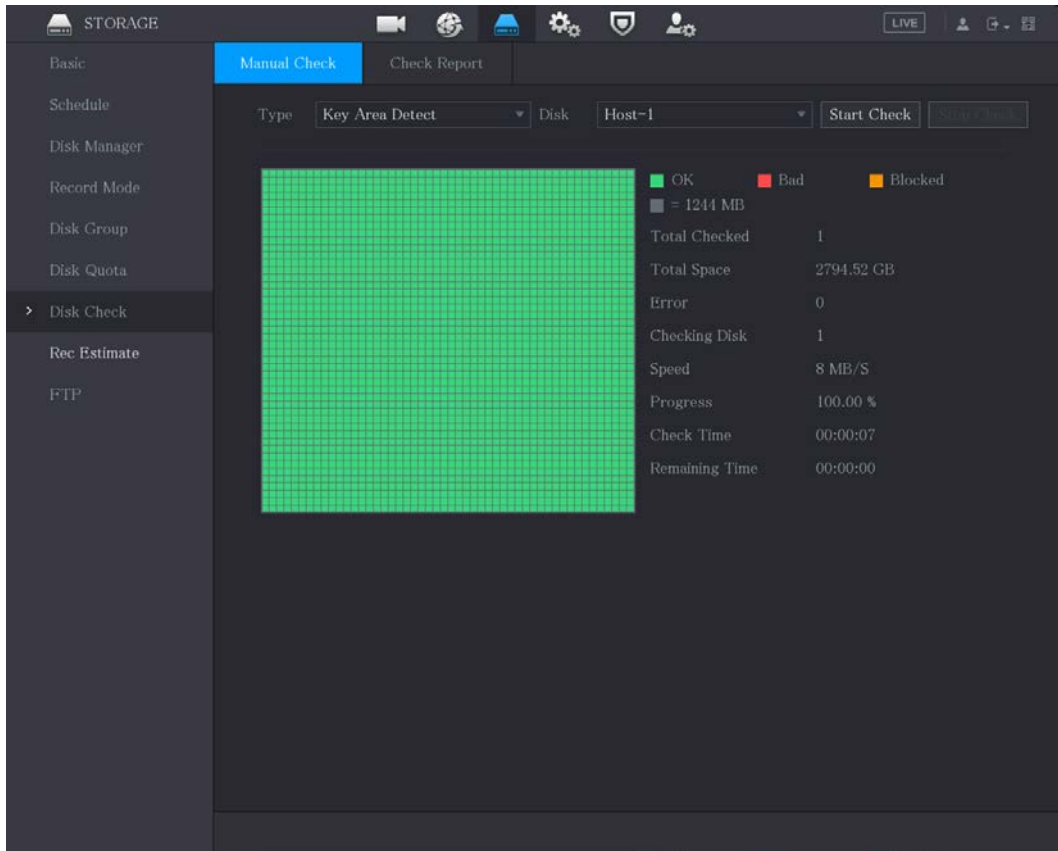 STORAGE LIVE
Basic
Schedule
Disk Manager
Record Mode
Disk Group
Disk Quota
Disk Check
Rec Estimate
FTP
Manual Check Check Report
Type Key Area Detect Disk Host-1 Start Check Stop Check
OK Bad Blocked
= 1244 MB
Total Checked 1
Total Space 2794.52 GB
Error 0
Checking Disk 1
Speed 8 MB/S
Progress 100.00 %
Check Time 00:00:07
Remaining Time 00:00:00